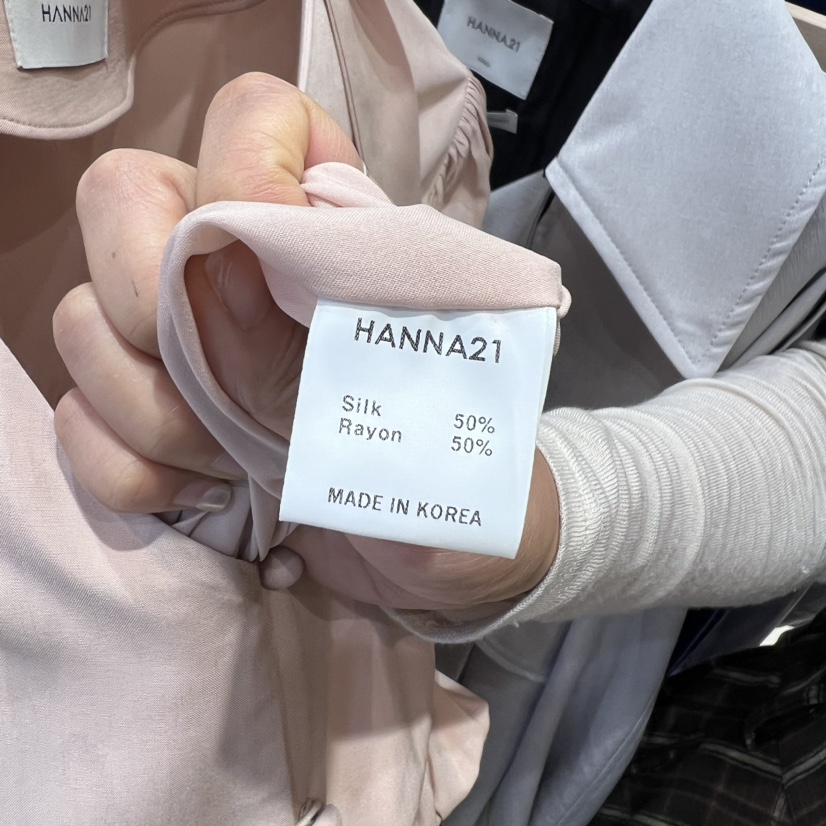 HANNA21
HANNA21
HANNA21
Silk 50%
Rayon 50%
MADE IN KOREA